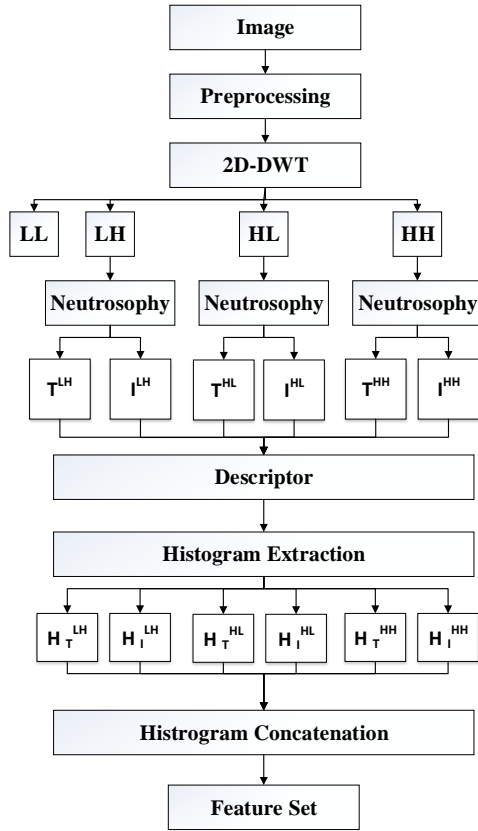 Image
Preprocessing
2D-DWT
LL LH HL HH
Neutrosophy Neutrosophy Neutrosophy
T^LH I^LH T^HL I^HL T^HH I^HH
Descriptor
Histogram Extraction
H_T^LH H_I^LH H_T^HL H_I^HL H_T^HH H_I^HH
Histrogram Concatenation
Feature Set